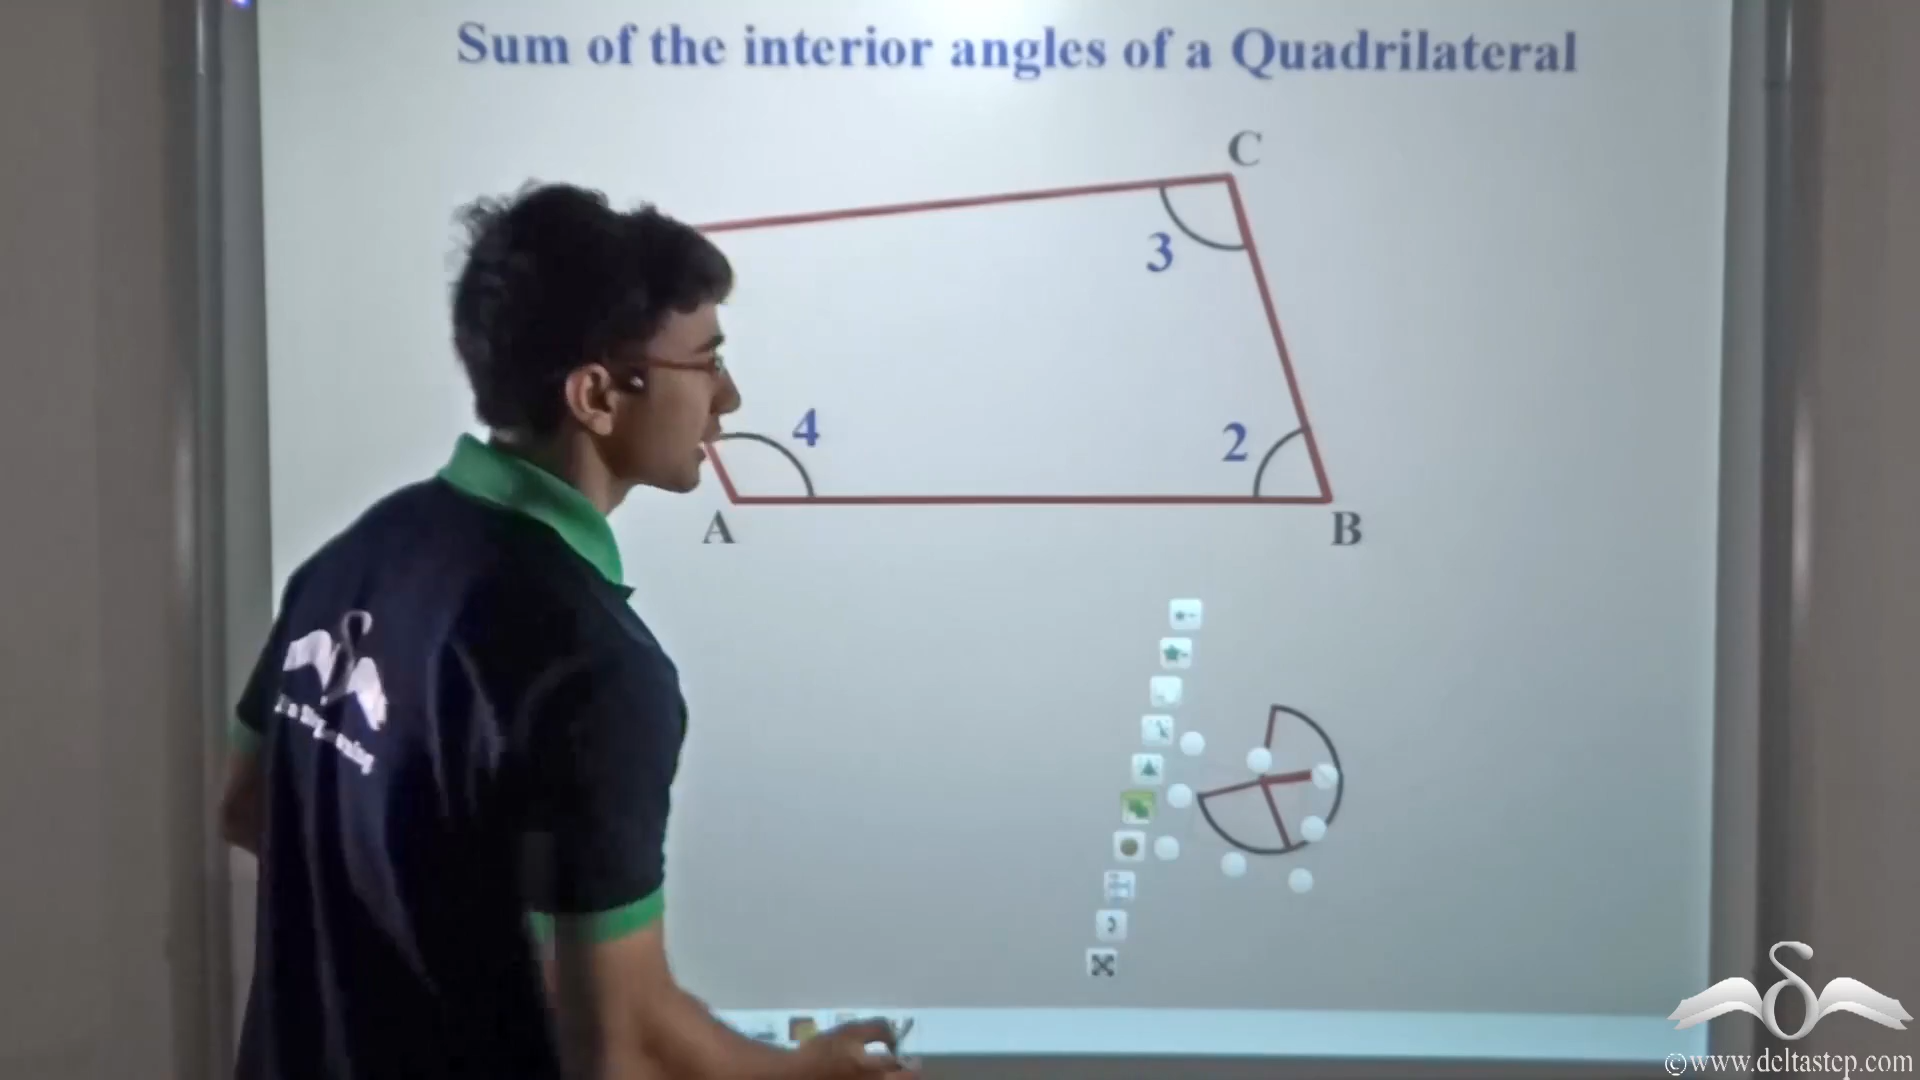 Sum of the interior angles of a Quadrilateral
C
3
4
2
A
B
©www.deltastep.com